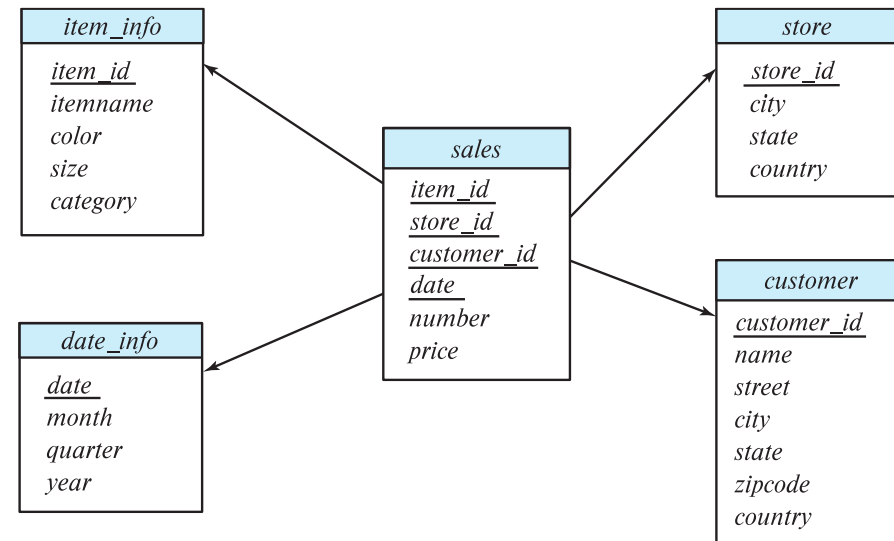 item_info
item_id
itemname
color
size
category
store
store_id
city
state
country
sales
item_id
store_id
customer_id
date
number
price
date_info
date
month
quarter
year
customer
customer_id
name
street
city
state
zipcode
country